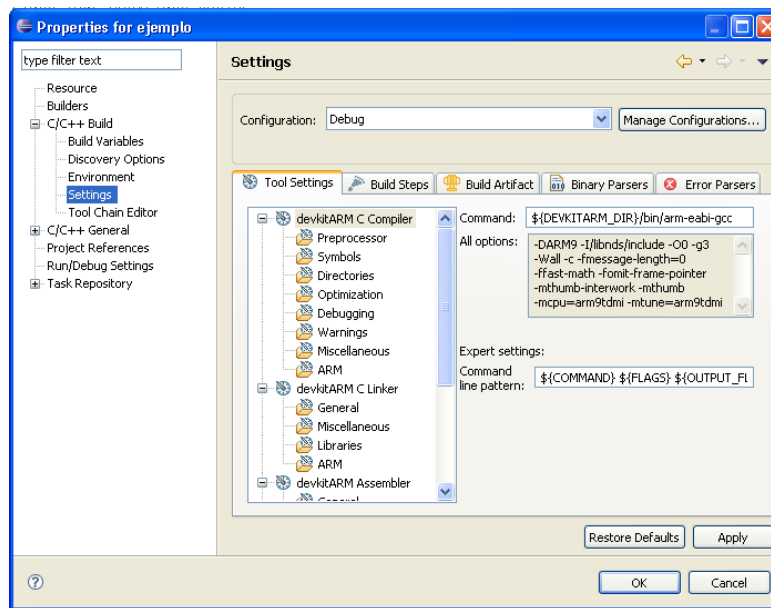 Properties for ejemplo
type filter text
Resource
Builders
C/C++ Build
Build Variables
Discovery Options
Environment
Settings
Tool Chain Editor
C/C++ General
Project References
Run/Debug Settings
Task Repository
Settings
Configuration:
Debug
Manage Configurations...
Tool Settings
Build Steps
Build Artifact
Binary Parsers
Error Parsers
devkitARM C Compiler
Preprocessor
Symbols
Directories
Optimization
Debugging
Warnings
Miscellaneous
ARM
devkitARM C Linker
General
Miscellaneous
Libraries
ARM
devkitARM Assembler
General
Command:
${DEVKITARM_DIR}/bin/arm-eabi-gcc
All options:
-DARM9 -I/libnds/include -O0 -g3
-Wall -c -fmessage-length=0
-ffast-math -fomit-frame-pointer
-mthumb-interwork -mthumb
-mcpu=arm9tdmi -mtune=arm9tdmi
Expert settings:
Command
line pattern:
${COMMAND} ${FLAGS} ${OUTPUT_FL
Restore Defaults
Apply
OK
Cancel